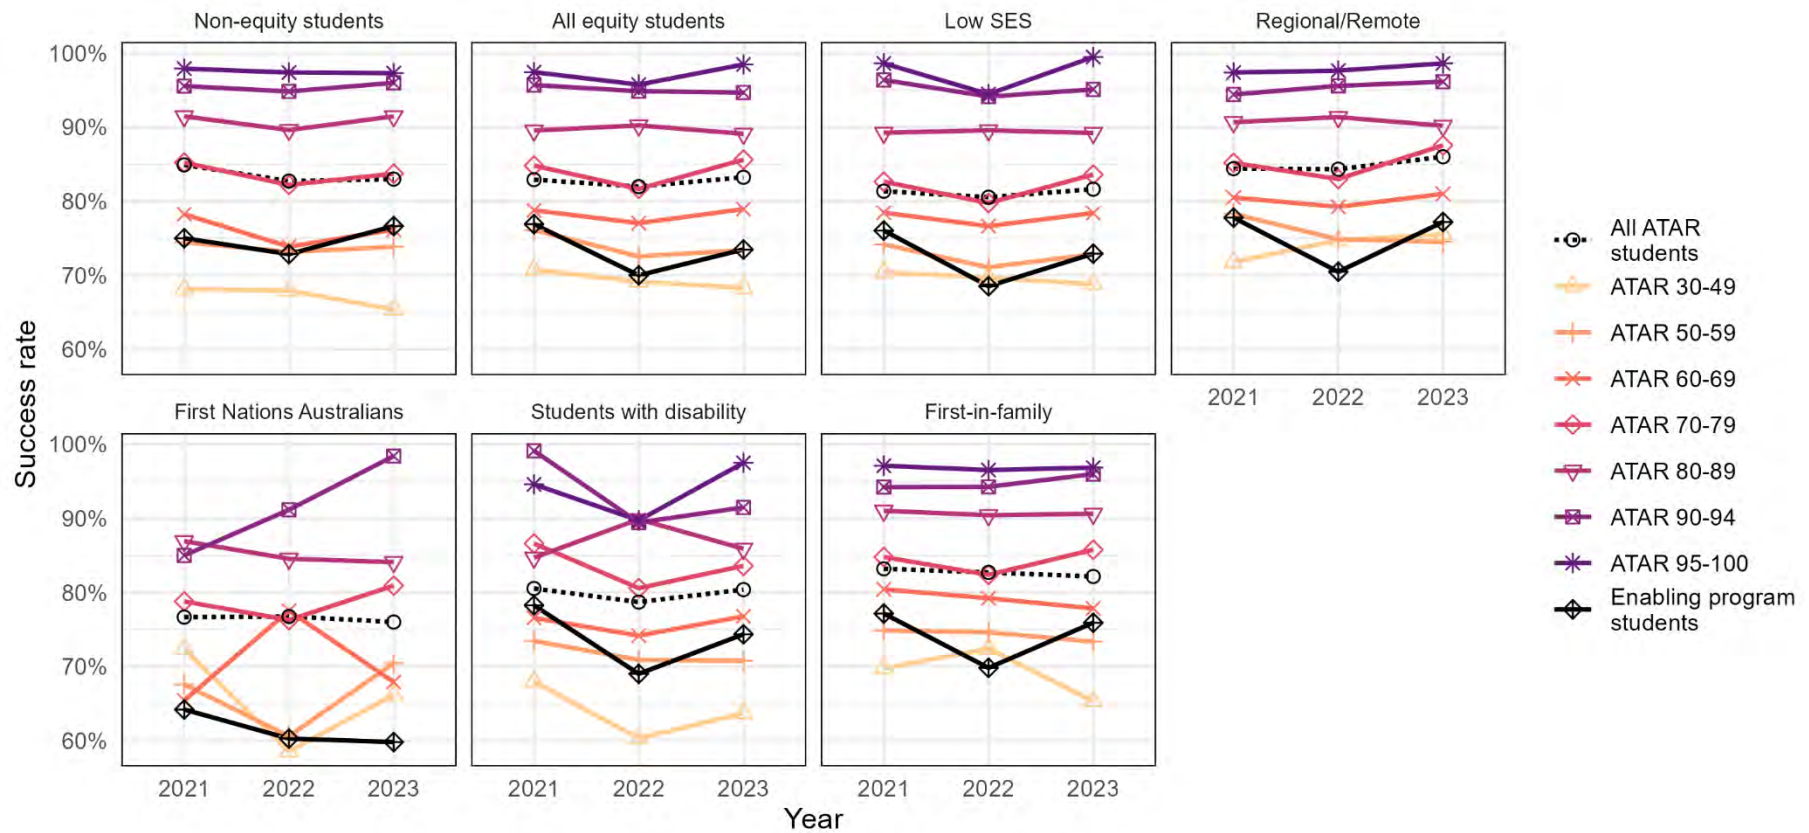 Non-equity students
All equity students
Low SES
Regional/Remote
100%
90%
80%
70%
60%
2021
2022
2023
First Nations Australians
Students with disability
First-in-family
100%
90%
80%
70%
60%
2021
2022
2023
2021
2022
2023
2021
2022
2023
Success rate
Year
All ATAR
students
ATAR 30-49
ATAR 50-59
ATAR 60-69
ATAR 70-79
ATAR 80-89
ATAR 90-94
ATAR 95-100
Enabling program
students